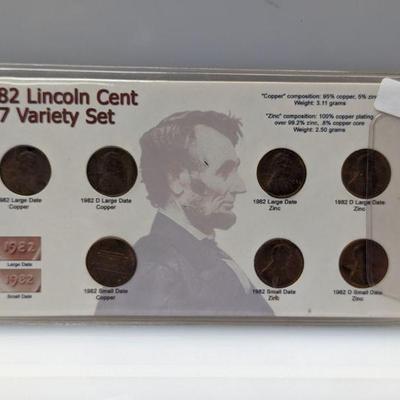 82 Lincoln Cent
7 Variety Set
"Copper" composition: 95% copper, 5% zinc
Weight: 3.11 grams
"Zinc" composition: 100% copper plating
over 99.2% zinc, .8% copper core
Weight: 2.50 grams
1982 Large Date
Copper
1982 D Large Date
Copper
1982 Large Date
Zinc
1982 D Large Date
Zinc
1982
Large Date
1982
Small Date
1982 Small Date
Copper
1982 Small Date
Zinc
1982 D Small Date
Zinc